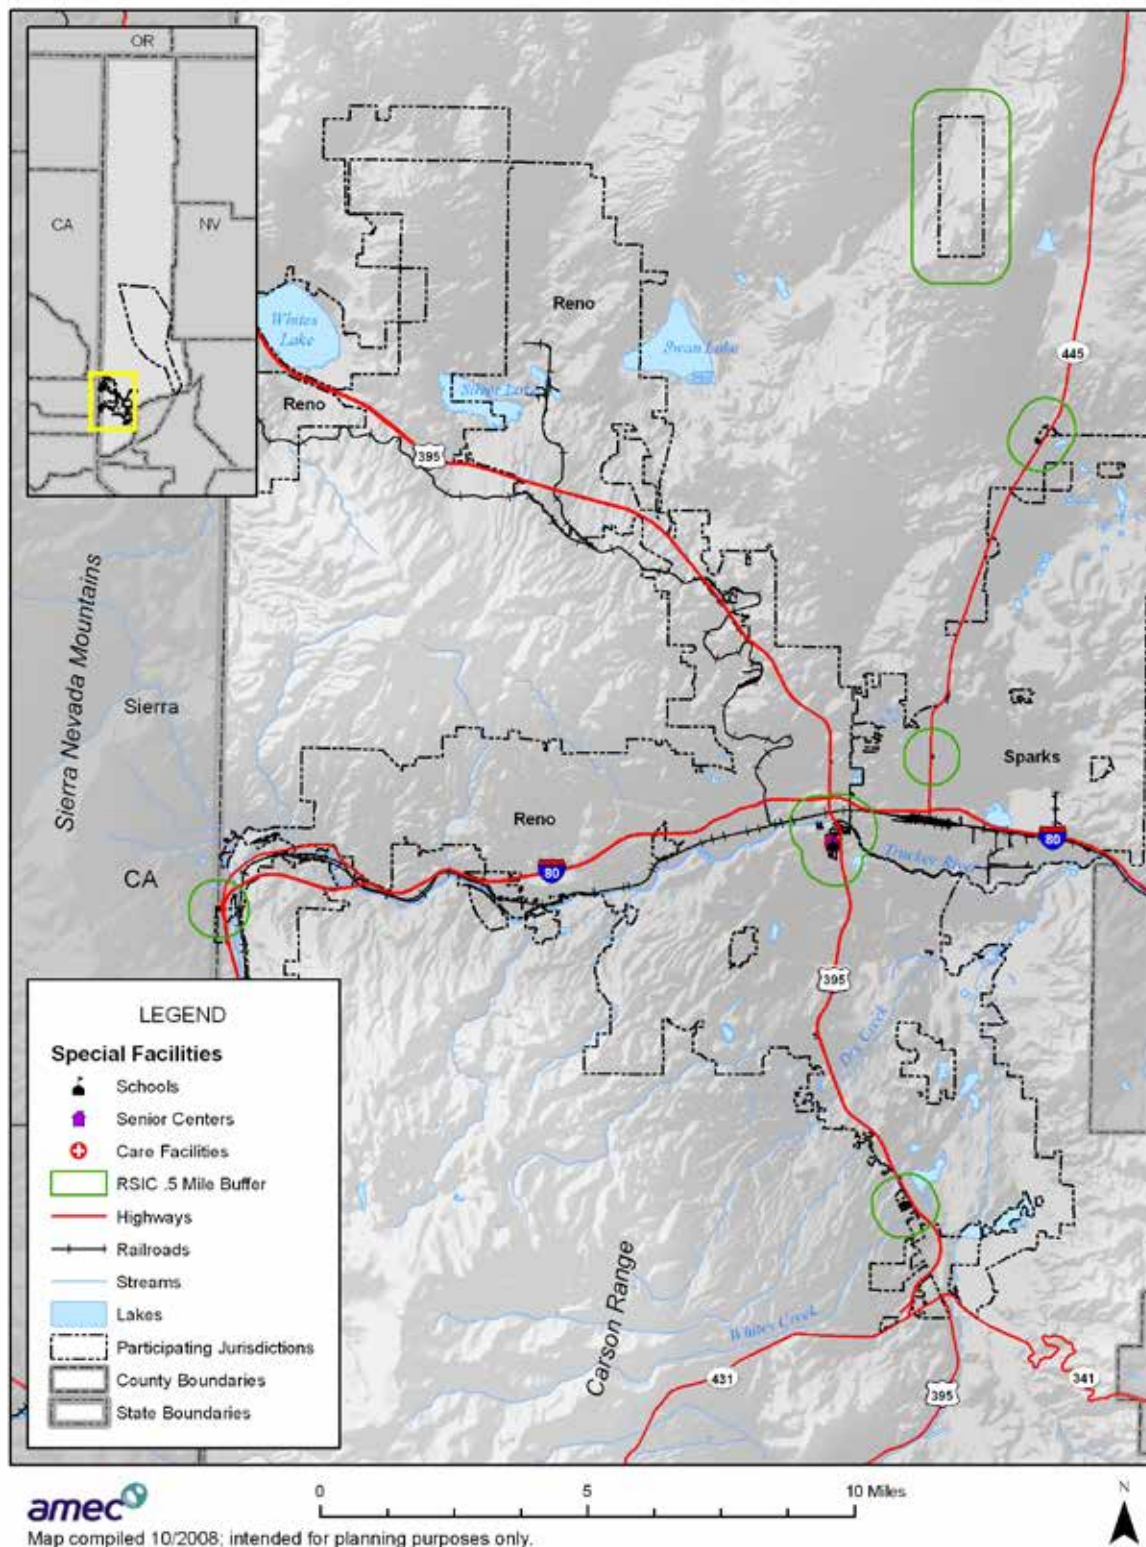 OR
CA
NV
Reno
Whites
Lake
Swan Lake
Silver Lake
Reno
445
395
Sierra Nevada Mountains
Sierra
Sparks
Reno
80
80
Truckee River
CA
395
Dry Creek
LEGEND
Special Facilities
Schools
Senior Centers
Care Facilities
RSIC .5 Mile Buffer
Highways
Railroads
Streams
Lakes
Participating Jurisdictions
County Boundaries
State Boundaries
Carson Range
Whites Creek
431
395
341
amec
0 5 10 Miles
N
Map compiled 10/2008; intended for planning purposes only.